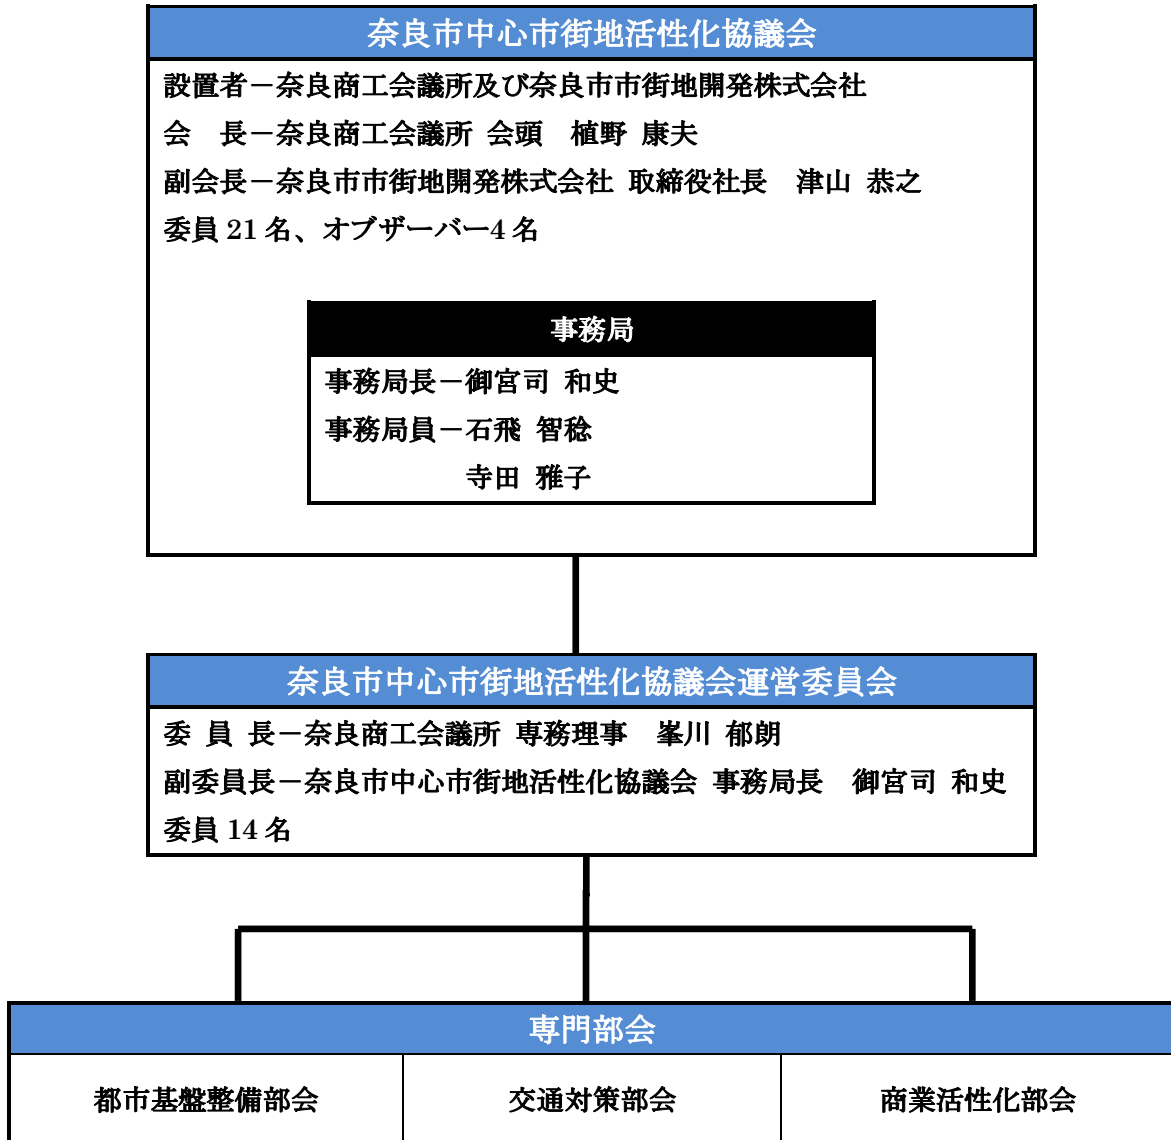 奈良市中心市街地活性化協議会
設置者－奈良商工会議所及び奈良市市街地開発株式会社
会　長－奈良商工会議所 会頭　植野 康夫
副会長－奈良市市街地開発株式会社 取締役社長　津山 恭之
委員 21 名、オブザーバー4 名
事務局
事務局長－御宮司 和史
事務局員－石飛 智稔
寺田 雅子
奈良市中心市街地活性化協議会運営委員会
委 員 長－奈良商工会議所 専務理事　峯川 郁朗
副委員長－奈良市中心市街地活性化協議会 事務局長　御宮司 和史
委員 14 名
専門部会
都市基盤整備部会
交通対策部会
商業活性化部会